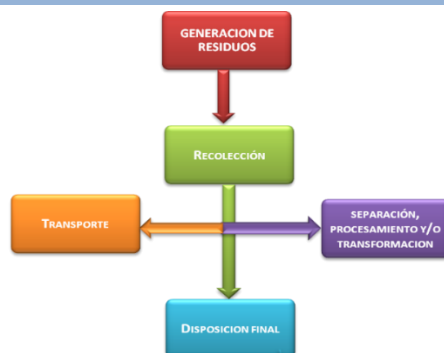 GENERACION DE
RESIDUOS
RECOLECCIÓN
TRANSPORTE
SEPARACIÓN,
PROCESAMIENTO Y/O
TRANSFORMACION
DISPOSICION FINAL